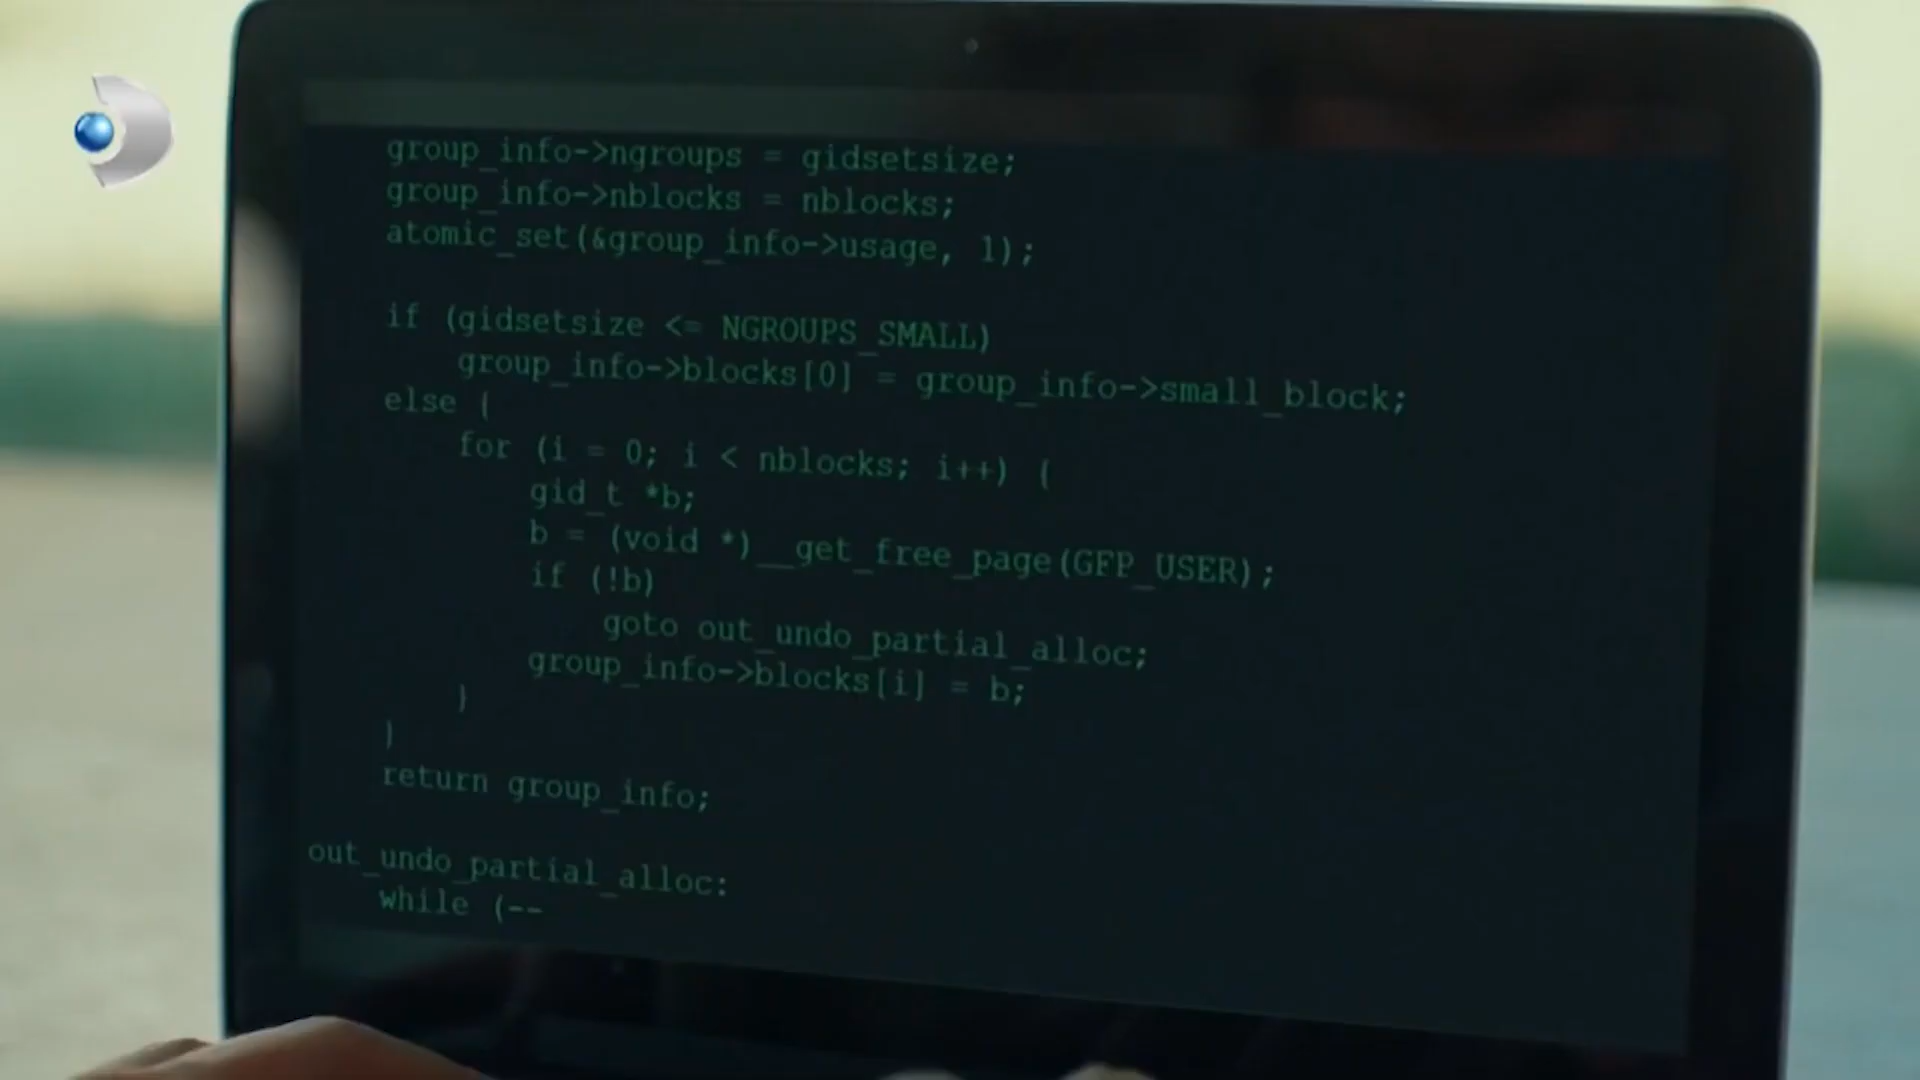 group_info->ngroups = gidsetsize;
group_info->nblocks = nblocks;
atomic_set(&group_info->usage, 1);
if (gidsetsize <= NGROUPS_SMALL)
group_info->blocks[0] = group_info->small_block;
else {
for (i = 0; i < nblocks; i++) {
gid_t *b;
b = (void *)__get_free_page(GFP_USER);
if (!b)
goto out_undo_partial_alloc;
group_info->blocks[i] = b;
}
}
return group_info;
out_undo_partial_alloc:
while (--